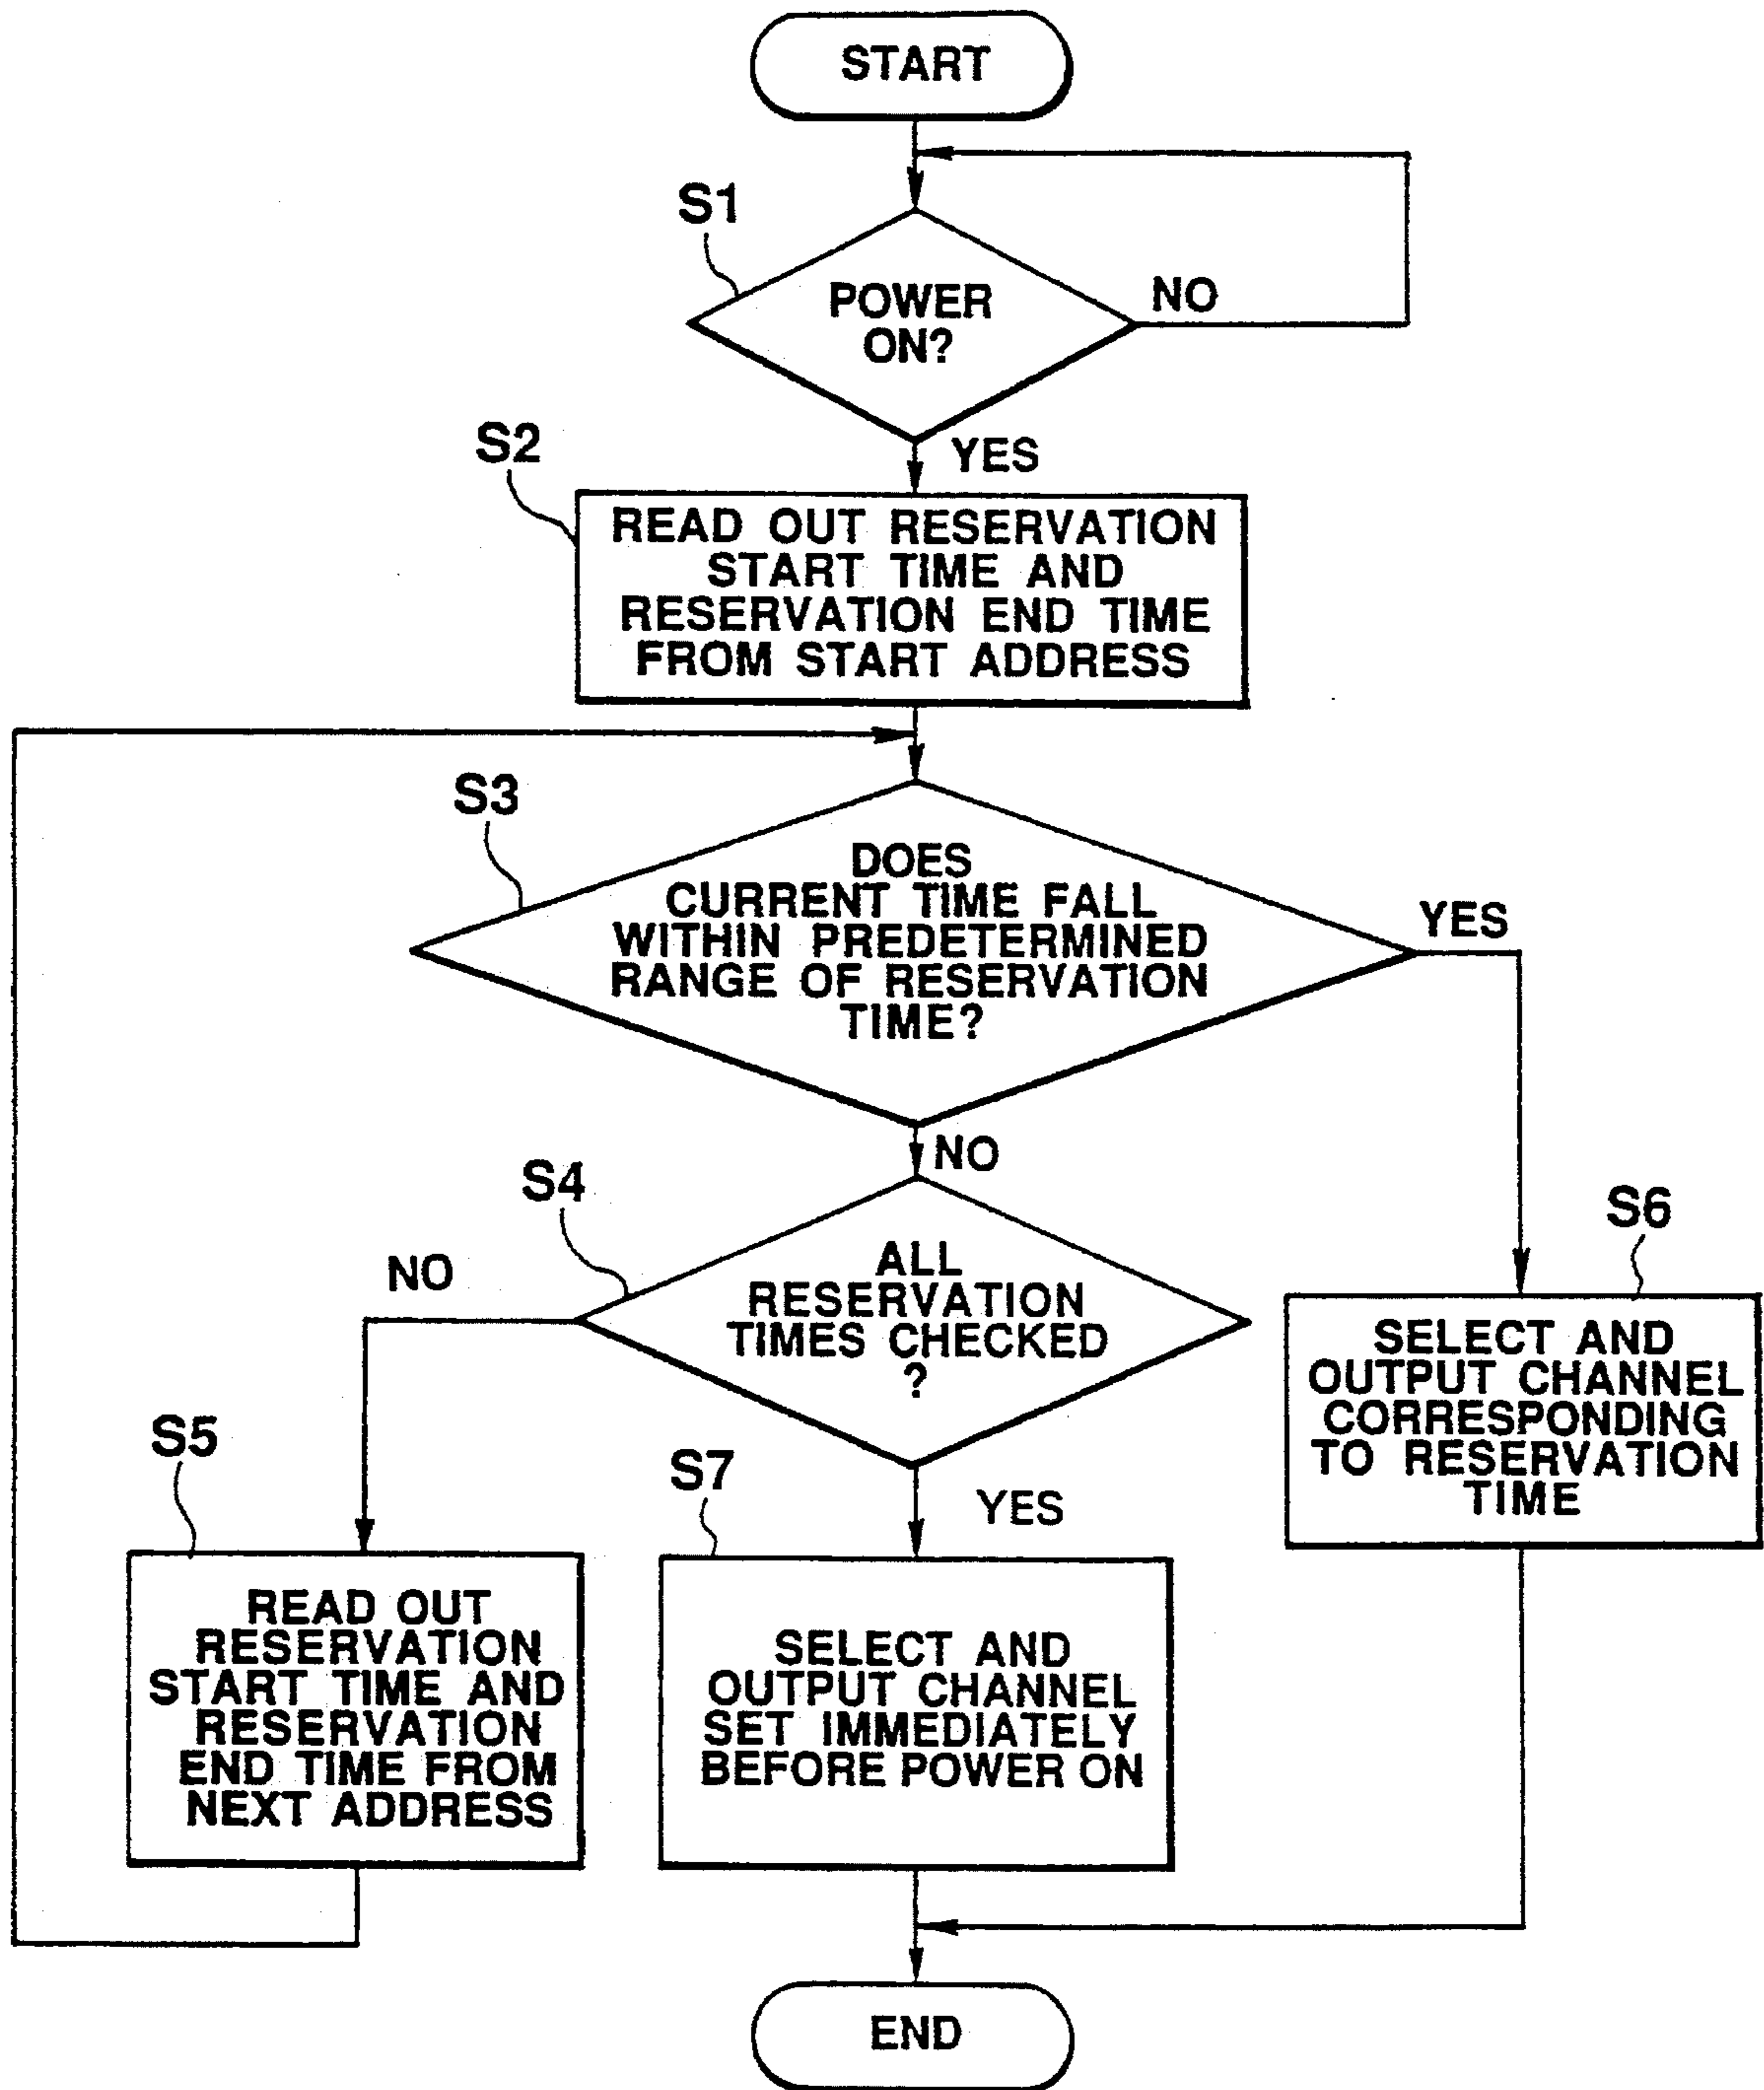 START
S1
POWER
ON?
NO
YES
S2
READ OUT RESERVATION
START TIME AND
RESERVATION END TIME
FROM START ADDRESS
S3
DOES
CURRENT TIME FALL
WITHIN PREDETERMINED
RANGE OF RESERVATION
TIME?
YES
NO
S4
ALL
RESERVATION
TIMES CHECKED
?
NO
YES
S6
SELECT AND
OUTPUT CHANNEL
CORRESPONDING
TO RESERVATION
TIME
S5
READ OUT
RESERVATION
START TIME AND
RESERVATION
END TIME FROM
NEXT ADDRESS
S7
SELECT AND
OUTPUT CHANNEL
SET IMMEDIATELY
BEFORE POWER ON
END